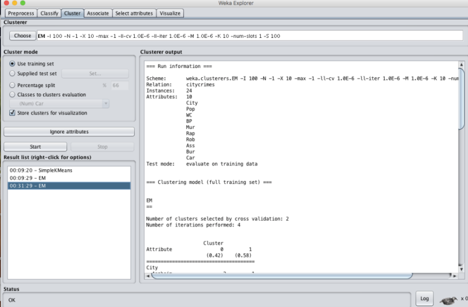 Weka Explorer
Preprocess Classify Cluster Associate Select attributes Visualize
Clusterer
Choose EM -I 100 -N -1 -X 10 -max -1 -ll-cv 1.0E-6 -ll-iter 1.0E-6 -M 1.0E-6 -K 10 -num-slots 1 -S 100
Cluster mode
Use training set
Supplied test set Set...
Percentage split % 66
Classes to clusters evaluation
(Num) Car
Store clusters for visualization
Ignore attributes
Start Stop
Result list (right-click for options)
00:09:20 - SimpleKMeans
00:09:29 - EM
00:31:29 - EM
Clusterer output
=== Run information ===
Scheme: weka.clusterers.EM -I 100 -N -1 -X 10 -max -1 -ll-cv 1.0E-6 -ll-iter 1.0E-6 -M 1.0E-6 -K 10 -num
Relation: citycrimes
Instances: 24
Attributes: 10
City
Pop
WC
BP
Mur
Rap
Rob
Ass
Bur
Car
Test mode: evaluate on training data
=== Clustering model (full training set) ===
EM
==
Number of clusters selected by cross validation: 2
Number of iterations performed: 4
Cluster
Attribute 0 1
(0.42) (0.58)
City
Status
OK
Log x 0